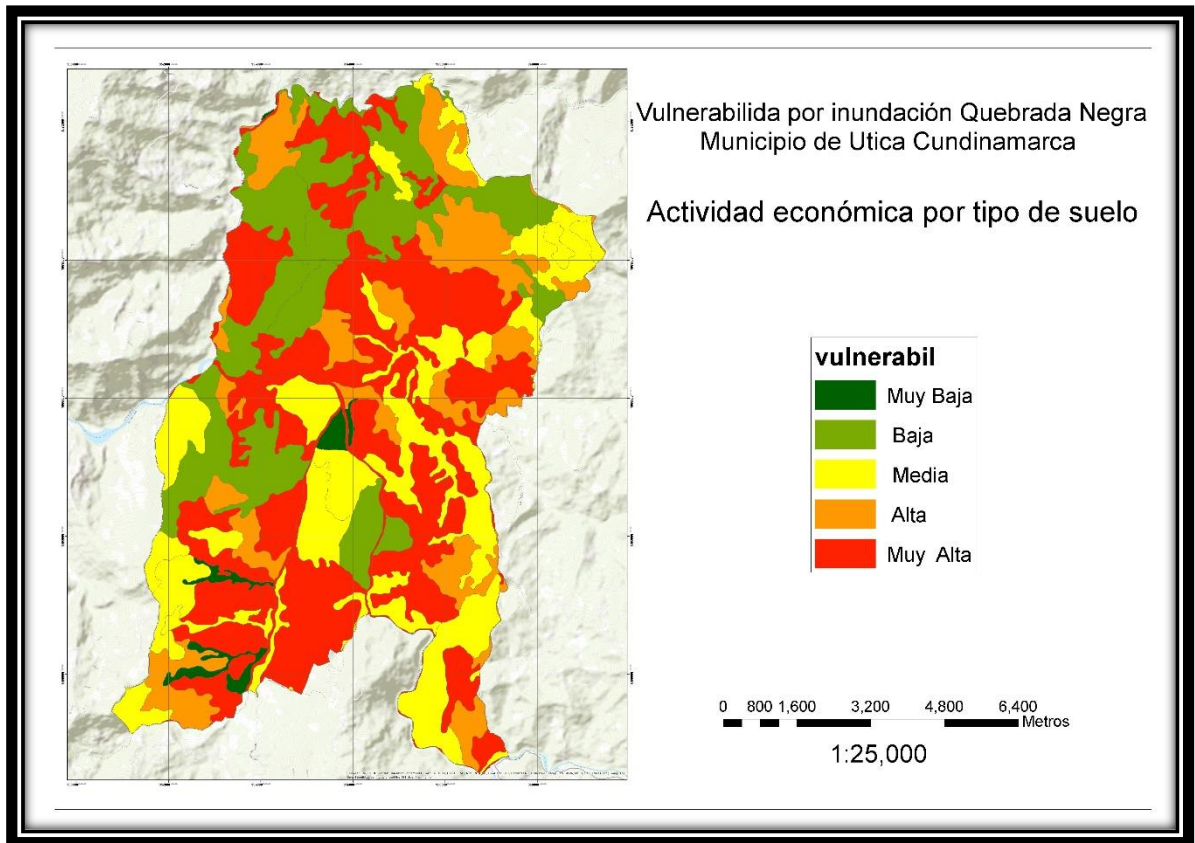 Vulnerabilida por inundación Quebrada Negra
Municipio de Utica Cundinamarca
Actividad económica por tipo de suelo
vulnerabil
Muy Baja
Baja
Media
Alta
Muy Alta
0 800 1,600 3,200 4,800 6,400
Metros
1:25,000